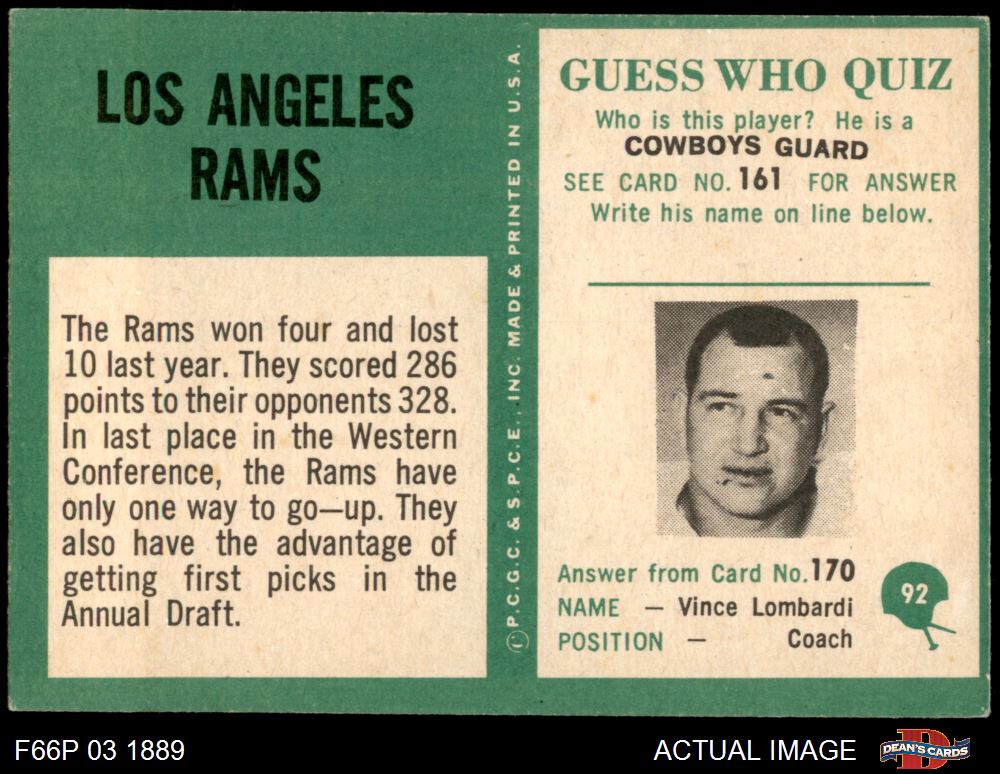 LOS ANGELES
RAMS
The Rams won four and lost
10 last year. They scored 286
points to their opponents 328.
In last place in the Western
Conference, the Rams have
only one way to go—up. They
also have the advantage of
getting first picks in the
Annual Draft.
Ⓒ P.C.G.C. & S.P.C.E., INC. MADE & PRINTED IN U.S.A.
GUESS WHO QUIZ
Who is this player? He is a
COWBOYS GUARD
SEE CARD NO. 161 FOR ANSWER
Write his name on line below.
Answer from Card No. 170
NAME — Vince Lombardi
POSITION — Coach
92
F66P 03 1889
ACTUAL IMAGE
DEAN'S CARDS